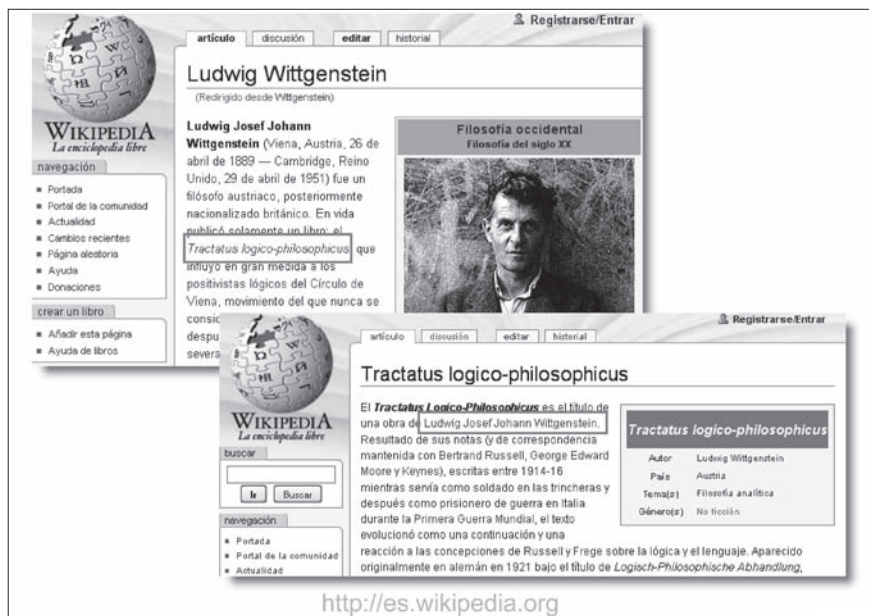 Registrarse/Entrar
artículo discusión editar historial
Ludwig Wittgenstein
(Redirigido desde Wittgenstein)
WIKIPEDIA
La enciclopedia libre
navegación
Portada
Portal de la comunidad
Actualidad
Cambios recientes
Página aleatoria
Ayuda
Donaciones
crear un libro
Añadir esta página
Ayuda de libros
Ludwig Josef Johann
Wittgenstein (Viena, Austria, 26 de
abril de 1889 — Cambridge, Reino
Unido, 29 de abril de 1951) fue un
filósofo austriaco, posteriormente
nacionalizado británico. En vida
publicó solamente un libro: el
Tractatus logico-philosophicus, que
influyó en gran medida a los
positivistas lógicos del Círculo de
Viena, movimiento del que nunca se
consi
despu
severa
Filosofía occidental
Filosofía del siglo XX
Registrarse/Entrar
artículo discusión editar historial
Tractatus logico-philosophicus
WIKIPEDIA
La enciclopedia libre
buscar
Ir Buscar
navegación
Portada
Portal de la comunidad
Actualidad
El Tractatus Logico-Philosophicus es el título de
una obra de Ludwig Josef Johann Wittgenstein.
Resultado de sus notas (y de correspondencia
mantenida con Bertrand Russell, George Edward
Moore y Keynes), escritas entre 1914-16
mientras servía como soldado en las trincheras y
después como prisionero de guerra en Italia
durante la Primera Guerra Mundial, el texto
evolucionó como una continuación y una
reacción a las concepciones de Russell y Frege sobre la lógica y el lenguaje. Aparecido
originalmente en alemán en 1921 bajo el título de Logisch-Philosophische Abhandlung,
Tractatus logico-philosophicus
Autor Ludwig Wittgenstein
País Austria
Tema(s) Filosofía analítica
Género(s) No ficción
http://es.wikipedia.org